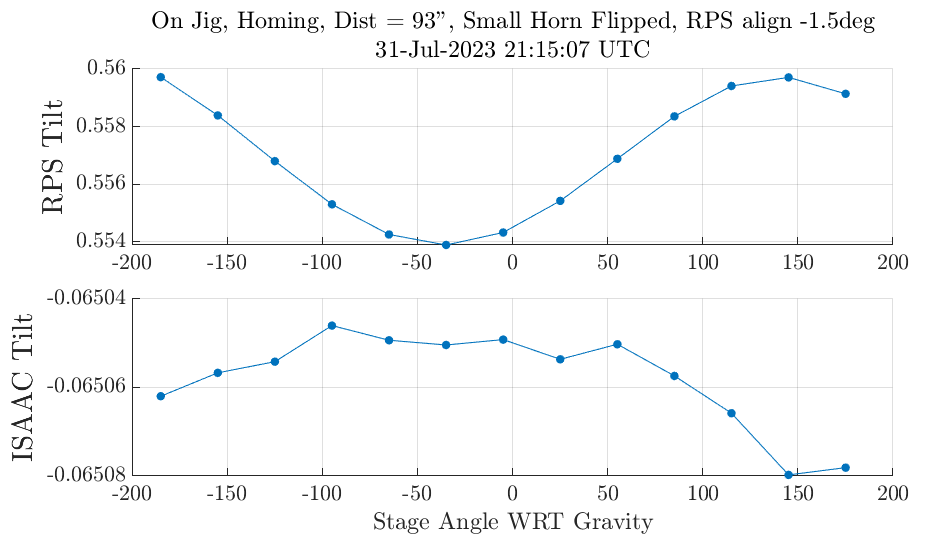 On Jig, Homing, Dist = 93”, Small Horn Flipped, RPS align -1.5deg
31-Jul-2023 21:15:07 UTC
RPS Tilt
0.56
0.558
0.556
0.554
-200 -150 -100 -50 0 50 100 150 200
ISAAC Tilt
-0.06504
-0.06506
-0.06508
-200 -150 -100 -50 0 50 100 150 200
Stage Angle WRT Gravity